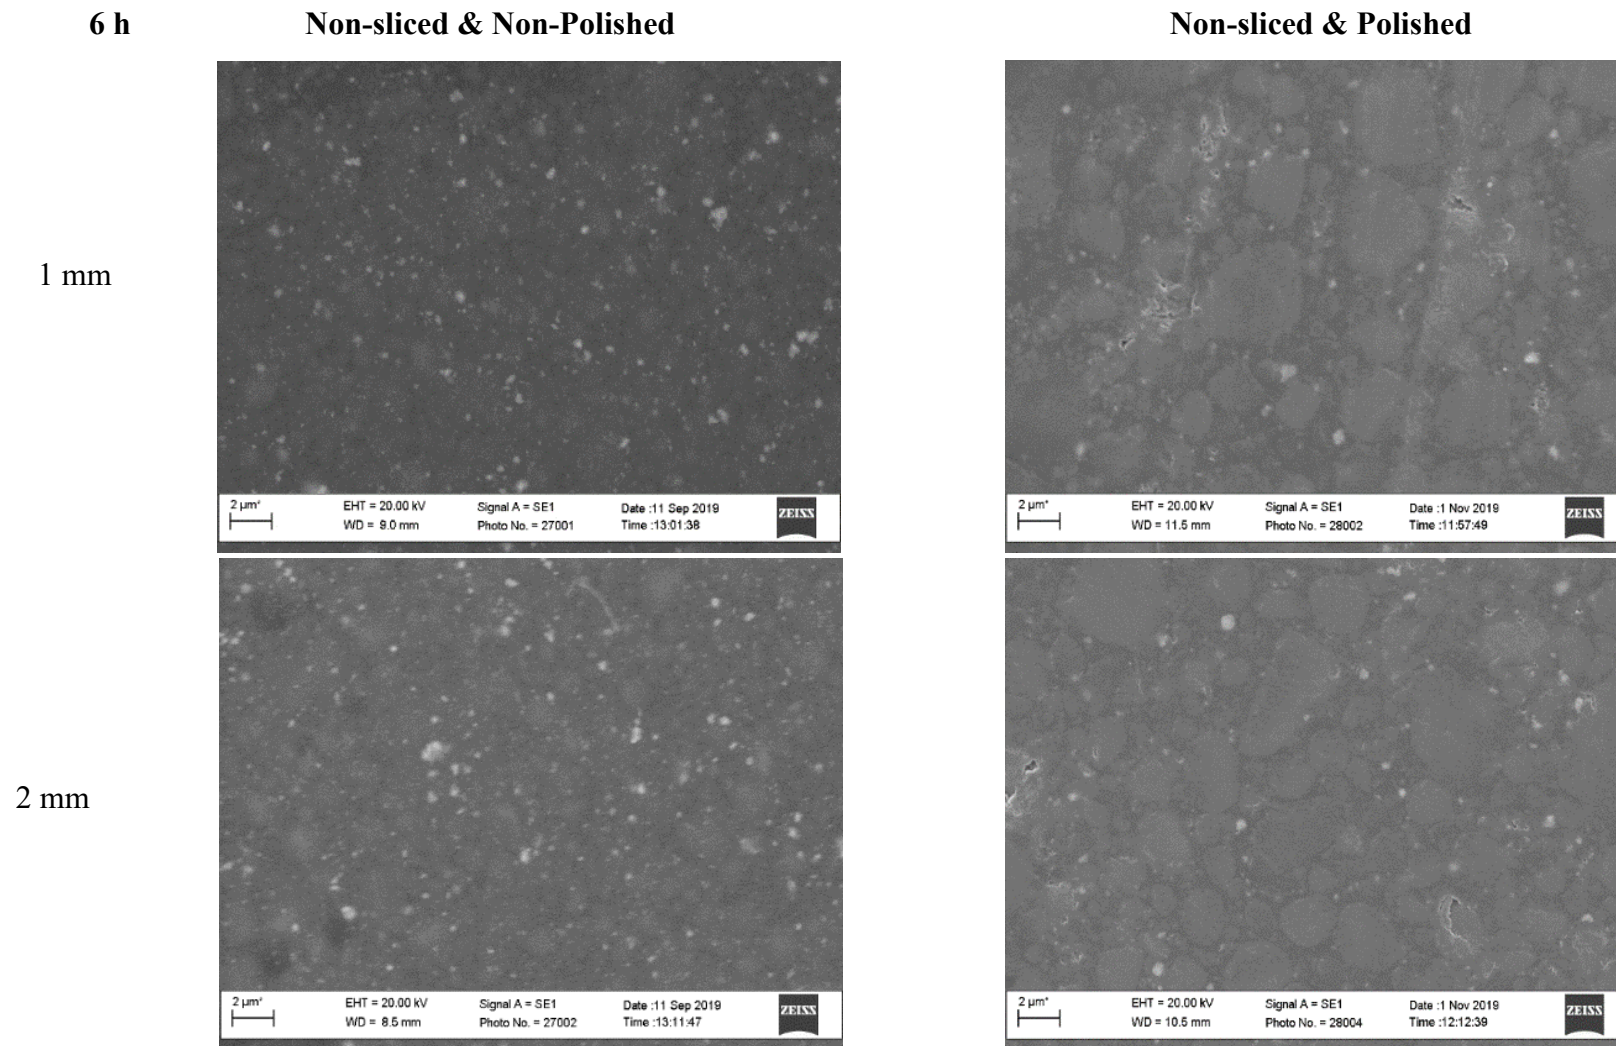 6 h Non-sliced & Non-Polished Non-sliced & Polished
1 mm
2 µm* EHT = 20.00 kV Signal A = SE1 Date :11 Sep 2019 ZEISS
WD = 9.0 mm Photo No. = 27001 Time :13:01:38
2 µm* EHT = 20.00 kV Signal A = SE1 Date :1 Nov 2019 ZEISS
WD = 11.5 mm Photo No. = 28002 Time :11:57:49
2 mm
2 µm* EHT = 20.00 kV Signal A = SE1 Date :11 Sep 2019 ZEISS
WD = 8.5 mm Photo No. = 27002 Time :13:11:47
2 µm* EHT = 20.00 kV Signal A = SE1 Date :1 Nov 2019 ZEISS
WD = 10.5 mm Photo No. = 28004 Time :12:12:39